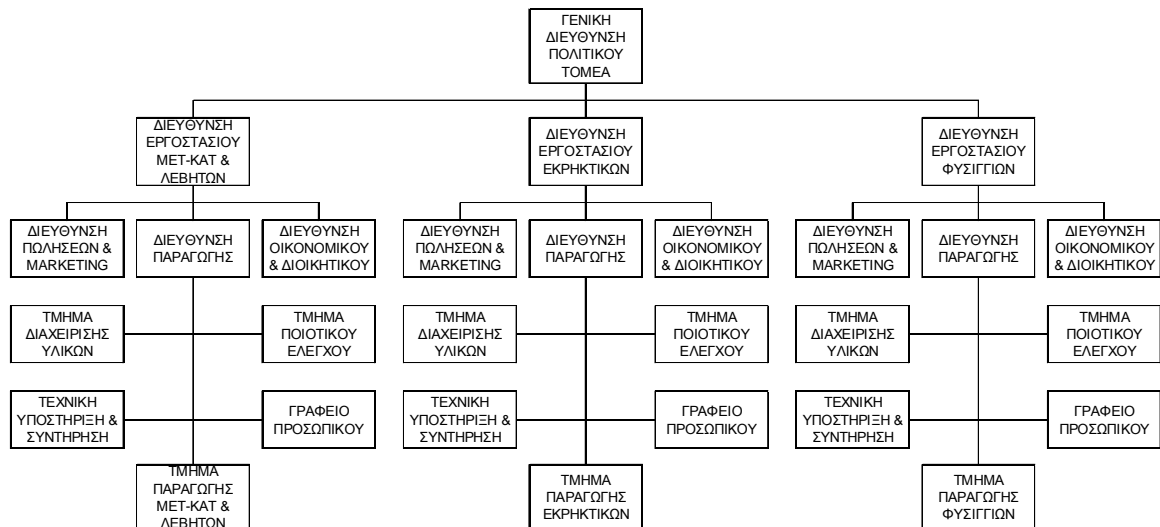 ΓΕΝΙΚΗ
ΔΙΕΥΘΥΝΣΗ
ΠΟΛΙΤΙΚΟΥ
ΤΟΜΕΑ
ΔΙΕΥΘΥΝΣΗ
ΕΡΓΟΣΤΑΣΙΟΥ
ΜΕΤ-ΚΑΤ &
ΛΕΒΗΤΩΝ
ΔΙΕΥΘΥΝΣΗ
ΕΡΓΟΣΤΑΣΙΟΥ
ΕΚΡΗΚΤΙΚΩΝ
ΔΙΕΥΘΥΝΣΗ
ΕΡΓΟΣΤΑΣΙΟΥ
ΦΥΣΙΓΓΙΩΝ
ΔΙΕΥΘΥΝΣΗ
ΠΩΛΗΣΕΩΝ &
MARKETING
ΔΙΕΥΘΥΝΣΗ
ΠΑΡΑΓΩΓΗΣ
ΔΙΕΥΘΥΝΣΗ
ΟΙΚΟΝΟΜΙΚΟΥ
& ΔΙΟΙΚΗΤΙΚΟΥ
ΔΙΕΥΘΥΝΣΗ
ΠΩΛΗΣΕΩΝ &
MARKETING
ΔΙΕΥΘΥΝΣΗ
ΠΑΡΑΓΩΓΗΣ
ΔΙΕΥΘΥΝΣΗ
ΟΙΚΟΝΟΜΙΚΟΥ
& ΔΙΟΙΚΗΤΙΚΟΥ
ΔΙΕΥΘΥΝΣΗ
ΠΩΛΗΣΕΩΝ &
MARKETING
ΔΙΕΥΘΥΝΣΗ
ΠΑΡΑΓΩΓΗΣ
ΔΙΕΥΘΥΝΣΗ
ΟΙΚΟΝΟΜΙΚΟΥ
& ΔΙΟΙΚΗΤΙΚΟΥ
ΤΜΗΜΑ
ΔΙΑΧΕΙΡΙΣΗΣ
ΥΛΙΚΩΝ
ΤΜΗΜΑ
ΠΟΙΟΤΙΚΟΥ
ΕΛΕΓΧΟΥ
ΤΜΗΜΑ
ΔΙΑΧΕΙΡΙΣΗΣ
ΥΛΙΚΩΝ
ΤΜΗΜΑ
ΠΟΙΟΤΙΚΟΥ
ΕΛΕΓΧΟΥ
ΤΜΗΜΑ
ΔΙΑΧΕΙΡΙΣΗΣ
ΥΛΙΚΩΝ
ΤΜΗΜΑ
ΠΟΙΟΤΙΚΟΥ
ΕΛΕΓΧΟΥ
ΤΕΧΝΙΚΗ
ΥΠΟΣΤΗΡΙΞΗ &
ΣΥΝΤΗΡΗΣΗ
ΓΡΑΦΕΙΟ
ΠΡΟΣΩΠΙΚΟΥ
ΤΕΧΝΙΚΗ
ΥΠΟΣΤΗΡΙΞΗ &
ΣΥΝΤΗΡΗΣΗ
ΓΡΑΦΕΙΟ
ΠΡΟΣΩΠΙΚΟΥ
ΤΕΧΝΙΚΗ
ΥΠΟΣΤΗΡΙΞΗ &
ΣΥΝΤΗΡΗΣΗ
ΓΡΑΦΕΙΟ
ΠΡΟΣΩΠΙΚΟΥ
ΤΜΗΜΑ
ΠΑΡΑΓΩΓΗΣ
ΜΕΤ-ΚΑΤ &
ΛΕΒΗΤΩΝ
ΤΜΗΜΑ
ΠΑΡΑΓΩΓΗΣ
ΕΚΡΗΚΤΙΚΩΝ
ΤΜΗΜΑ
ΠΑΡΑΓΩΓΗΣ
ΦΥΣΙΓΓΙΩΝ